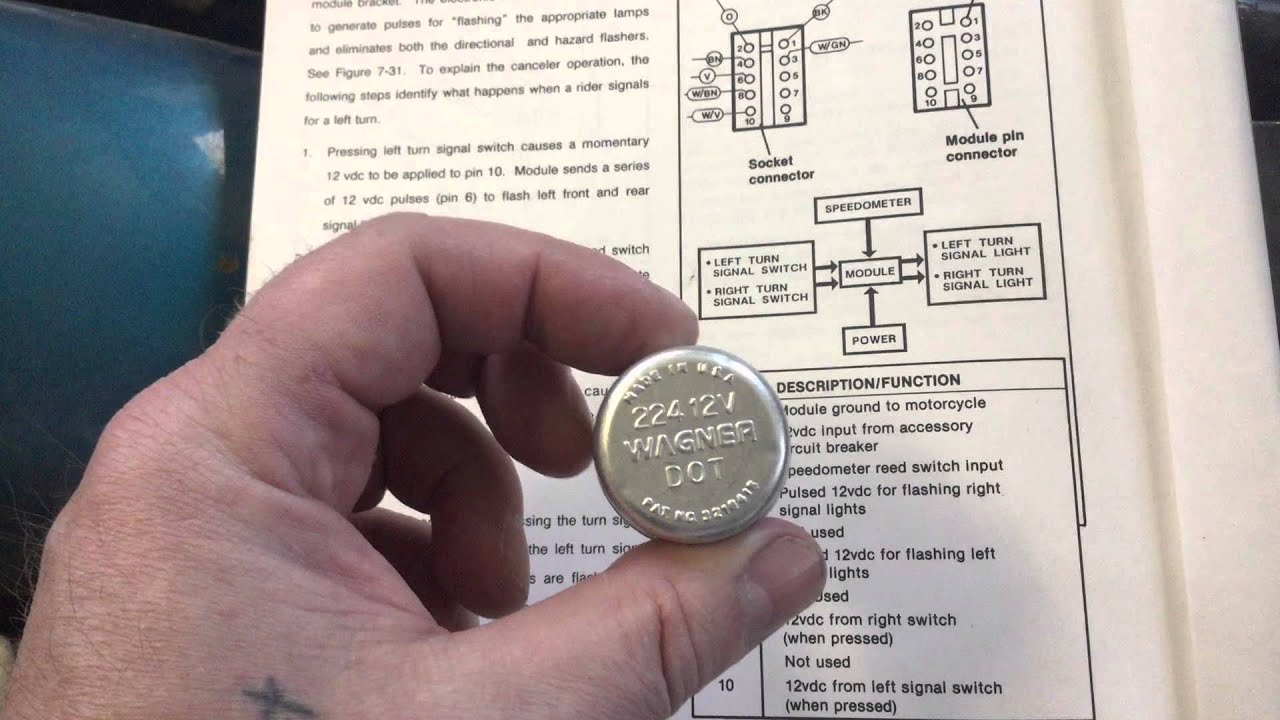 module bracket. The
to generate pulses for "flashing" the appropriate lamps
and eliminates both the directional and hazard flashers.
See Figure 7-31. To explain the canceler operation, the
following steps identify what happens when a rider signals
for a left turn.
1. Pressing left turn signal switch causes a momentary
12 vdc to be applied to pin 10. Module sends a series
of 12 vdc pulses (pin 6) to flash left front and rear
signal
switch
the turn
the left turn
are
O
BK
2 1
BN
4 3
W/GN
V
6 5
W/BN
8 7
W/V
10 9
Socket
connector
2 1
4 3
6 5
8 7
10 9
Module pin
connector
SPEEDOMETER
• LEFT TURN
SIGNAL SWITCH
• RIGHT TURN
SIGNAL SWITCH
MODULE
• LEFT TURN
SIGNAL LIGHT
• RIGHT TURN
SIGNAL LIGHT
POWER
DESCRIPTION/FUNCTION
Module ground to motorcycle
vdc input from accessory
breaker
reed switch input
Pulsed 12vdc for flashing right
signal lights
used
12vdc for flashing left
lights
12vdc from right switch
(when pressed)
Not used
10 12vdc from left signal switch
(when pressed)
MADE IN U.S.A
224 12V
WAGNER
DOT
PAT. NO.